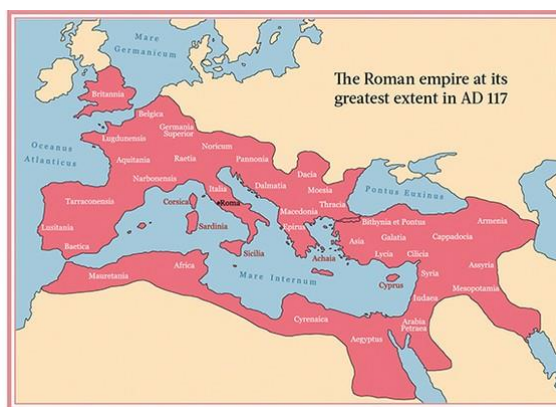 Mare
Germanicum
The Roman empire at its
greatest extent in AD 117
Britannia
Belgica
Germania
Superior
Lugdunensis
Noricum
Oceanus
Atlanticus
Aquitania
Raetia
Pannonia
Dacia
Narbonensis
Italia
Dalmatia
Moesia
Pontus Euxinus
Tarraconensis
Corsica
Roma
Thracia
Macedonia
Bithynia et Pontus
Armenia
Lusitania
Sardinia
Epirus
Asia
Galatia
Cappadocia
Baetica
Sicilia
Achaia
Lycia
Cilicia
Assyria
Mauretania
Africa
Mare Internum
Cyprus
Syria
Mesopotamia
Iudaea
Cyrensica
Arabia
Petraea
Aegyptus